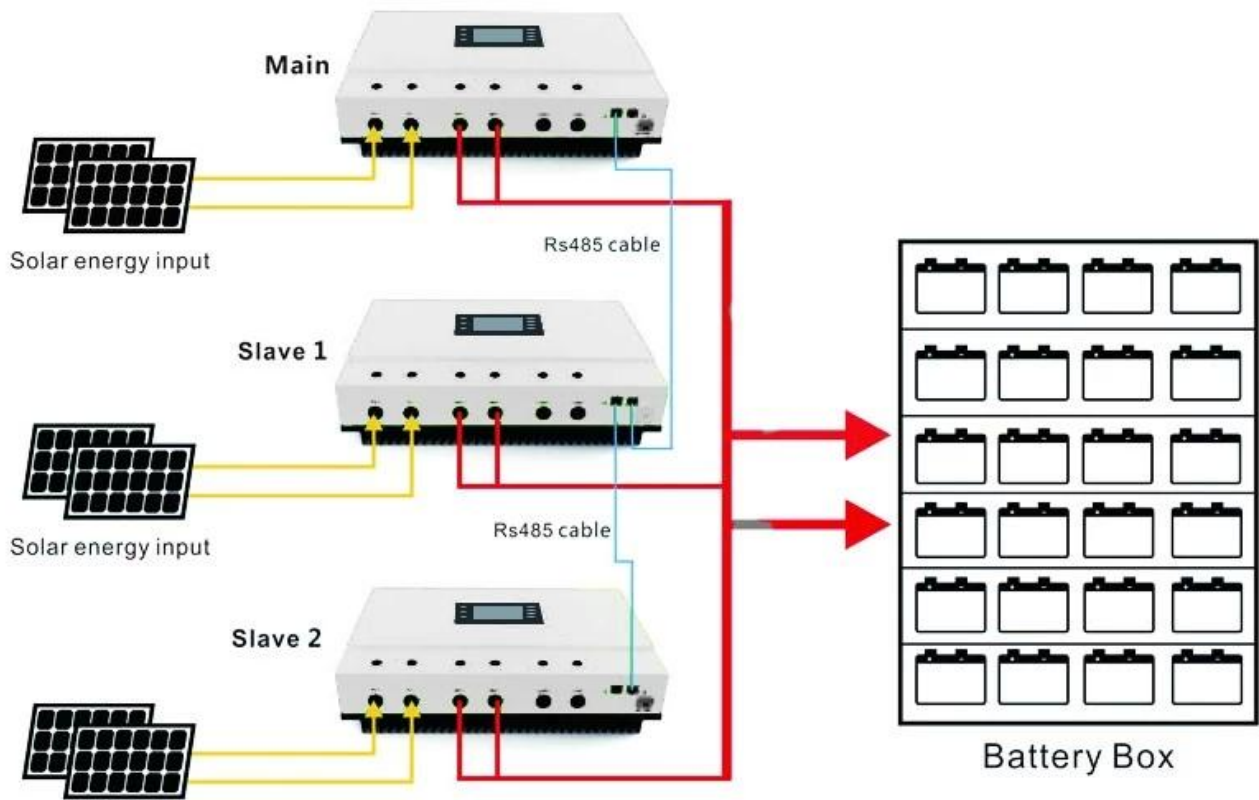 Main
Rs485 cable
Solar energy input
Slave 1
Rs485 cable
Solar energy input
Slave 2
Battery Box